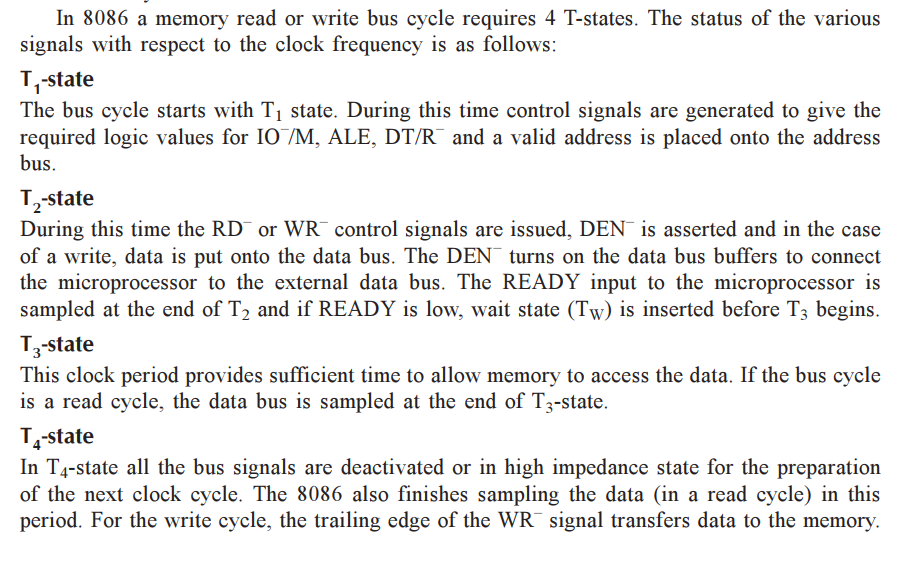 In 8086 a memory read or write bus cycle requires 4 T-states. The status of the various
signals with respect to the clock frequency is as follows:
T₁-state
The bus cycle starts with T₁ state. During this time control signals are generated to give the
required logic values for IO¯/M, ALE, DT/R¯ and a valid address is placed onto the address
bus.
T₂-state
During this time the RD¯ or WR¯ control signals are issued, DEN¯ is asserted and in the case
of a write, data is put onto the data bus. The DEN¯ turns on the data bus buffers to connect
the microprocessor to the external data bus. The READY input to the microprocessor is
sampled at the end of T₂ and if READY is low, wait state (T_W) is inserted before T₃ begins.
T₃-state
This clock period provides sufficient time to allow memory to access the data. If the bus cycle
is a read cycle, the data bus is sampled at the end of T₃-state.
T₄-state
In T₄-state all the bus signals are deactivated or in high impedance state for the preparation
of the next clock cycle. The 8086 also finishes sampling the data (in a read cycle) in this
period. For the write cycle, the trailing edge of the WR¯ signal transfers data to the memory.